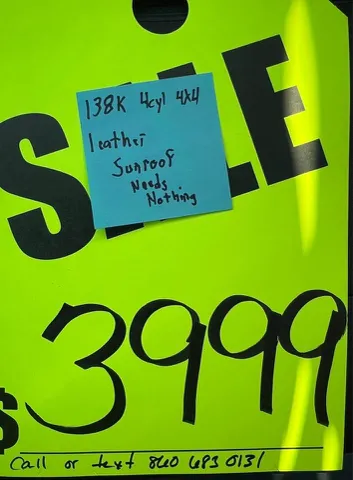 SALE
138K 4cyl 4x4
leather
Sunroof
Needs
Nothing
$3999
Call or text 860 683 0131